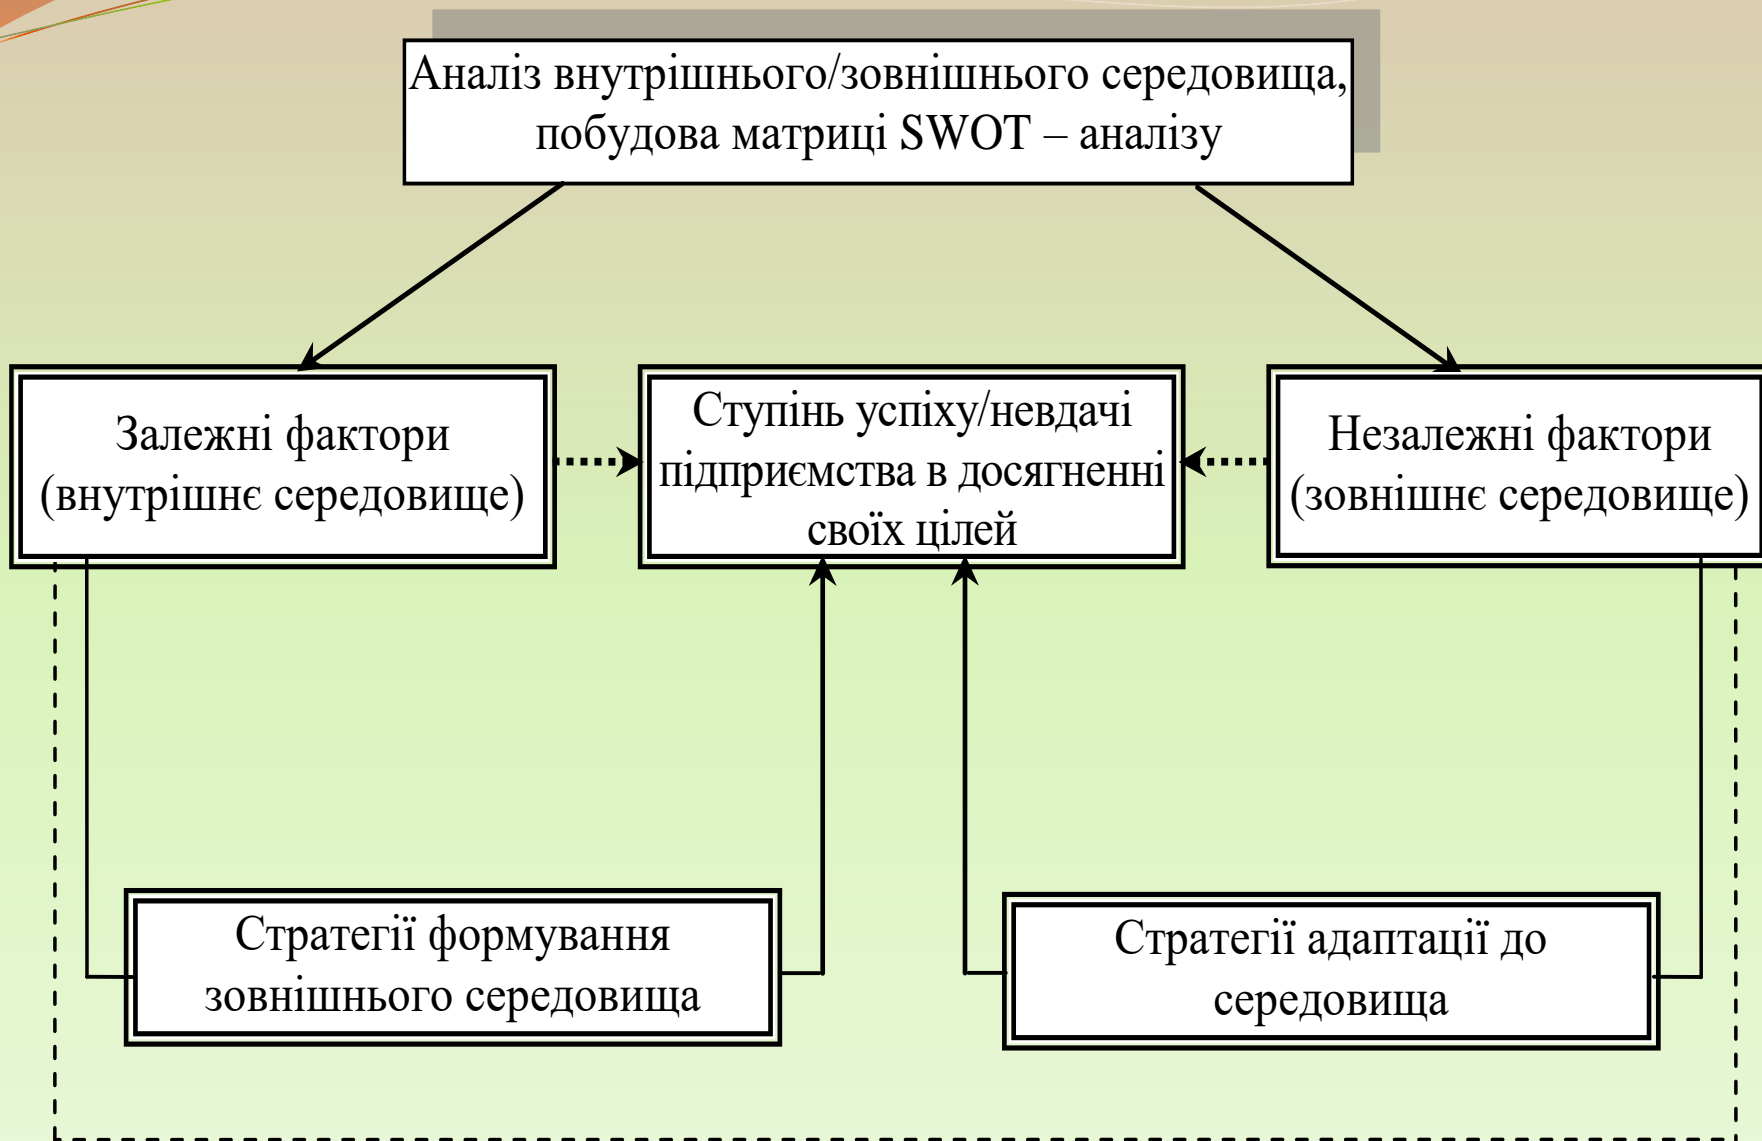 Аналіз внутрішнього/зовнішнього середовища,
побудова матриці SWOT – аналізу
Залежні фактори
(внутрішнє середовище)
Ступінь успіху/невдачі
підприємства в досягненні
своїх цілей
Незалежні фактори
(зовнішнє середовище)
Стратегії формування
зовнішнього середовища
Стратегії адаптації до
середовища